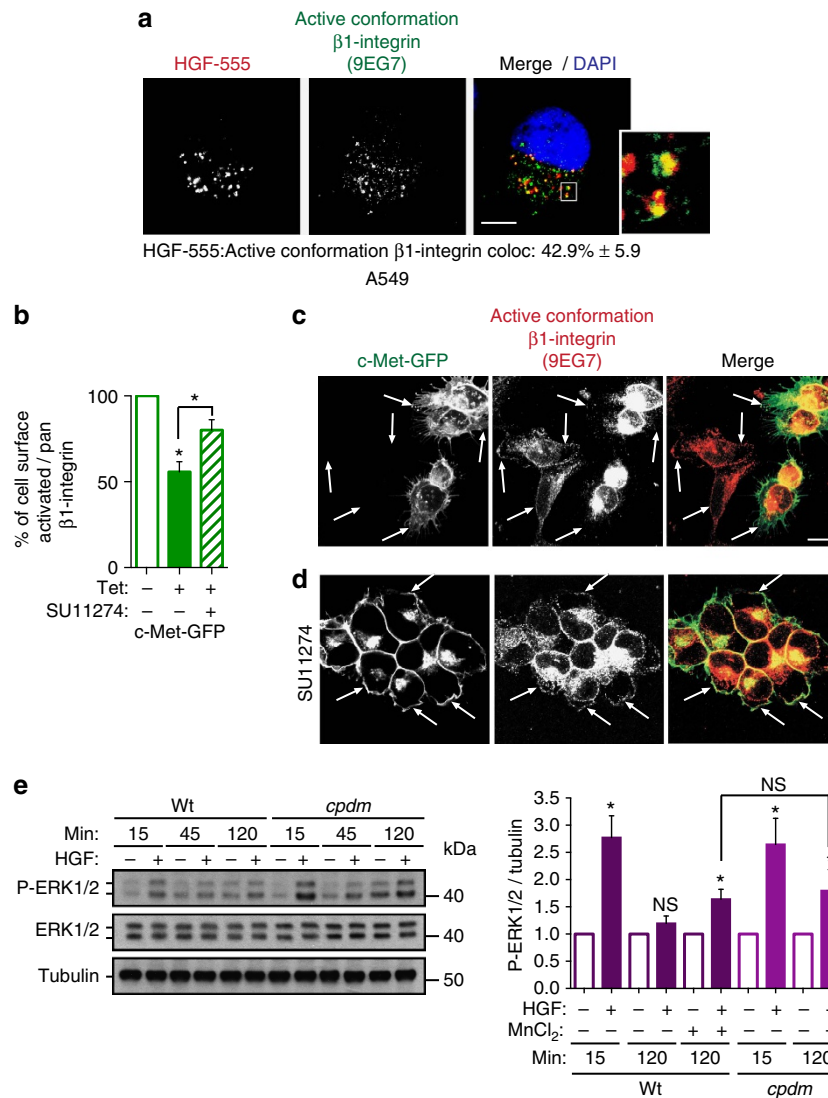 a
HGF-555
Active conformation
β1-integrin
(9EG7)
Merge / DAPI
HGF-555:Active conformation β1-integrin coloc: 42.9% ± 5.9
A549
b
% of cell surface
activated / pan
β1-integrin
100
50
0
*
*
Tet: – + +
SU11274: – – +
c-Met-GFP
c
c-Met-GFP
Active conformation
β1-integrin
(9EG7)
Merge
d
SU11274
e
Wt cpdm
Min: 15 45 120 15 45 120
HGF: – + – + – + – + – + – +
kDa
P-ERK1/2
40
ERK1/2
40
Tubulin
50
P-ERK1/2 / tubulin
3.5
3.0
2.5
2.0
1.5
1.0
0.5
0.0
NS
* NS * *
HGF: – + – + – + – + –
MnCl₂: – – – – + + – – –
Min: 15 120 120 15 120
Wt cpdm